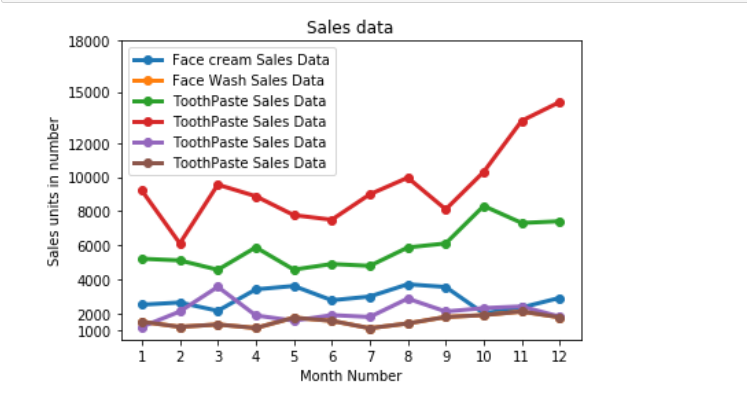 Sales data
18000
15000
12000
10000
8000
6000
4000
2000
1000
Sales units in number
Face cream Sales Data
Face Wash Sales Data
ToothPaste Sales Data
ToothPaste Sales Data
ToothPaste Sales Data
ToothPaste Sales Data
1 2 3 4 5 6 7 8 9 10 11 12
Month Number